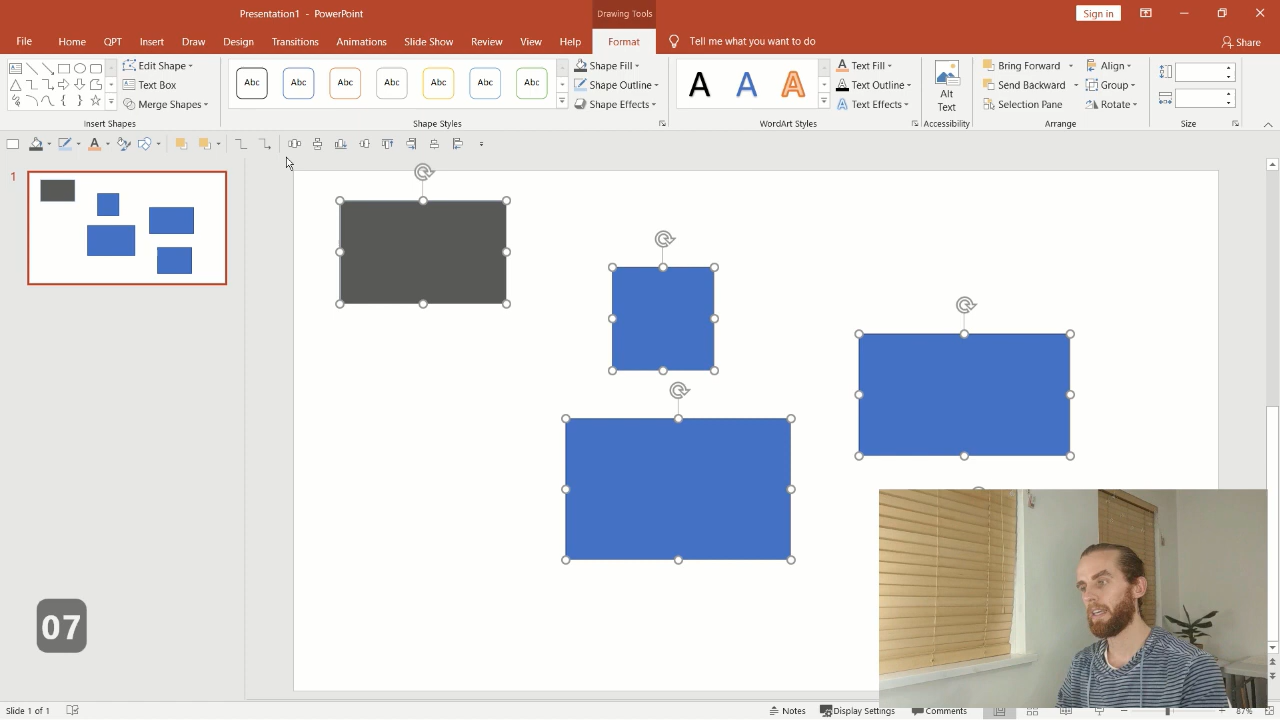 Presentation1 - PowerPoint
Drawing Tools
Sign in
File Home QPT Insert Draw Design Transitions Animations Slide Show Review View Help Format Tell me what you want to do Share
Edit Shape
Text Box
Merge Shapes
Insert Shapes
Abc Abc Abc Abc Abc Abc Abc
Shape Fill
Shape Outline
Shape Effects
Shape Styles
A A A
Text Fill
Text Outline
Text Effects
WordArt Styles
Alt
Text
Accessibility
Bring Forward
Send Backward
Selection Pane
Align
Group
Rotate
Arrange
Size
1
07
Slide 1 of 1
Notes Display Settings Comments 87%